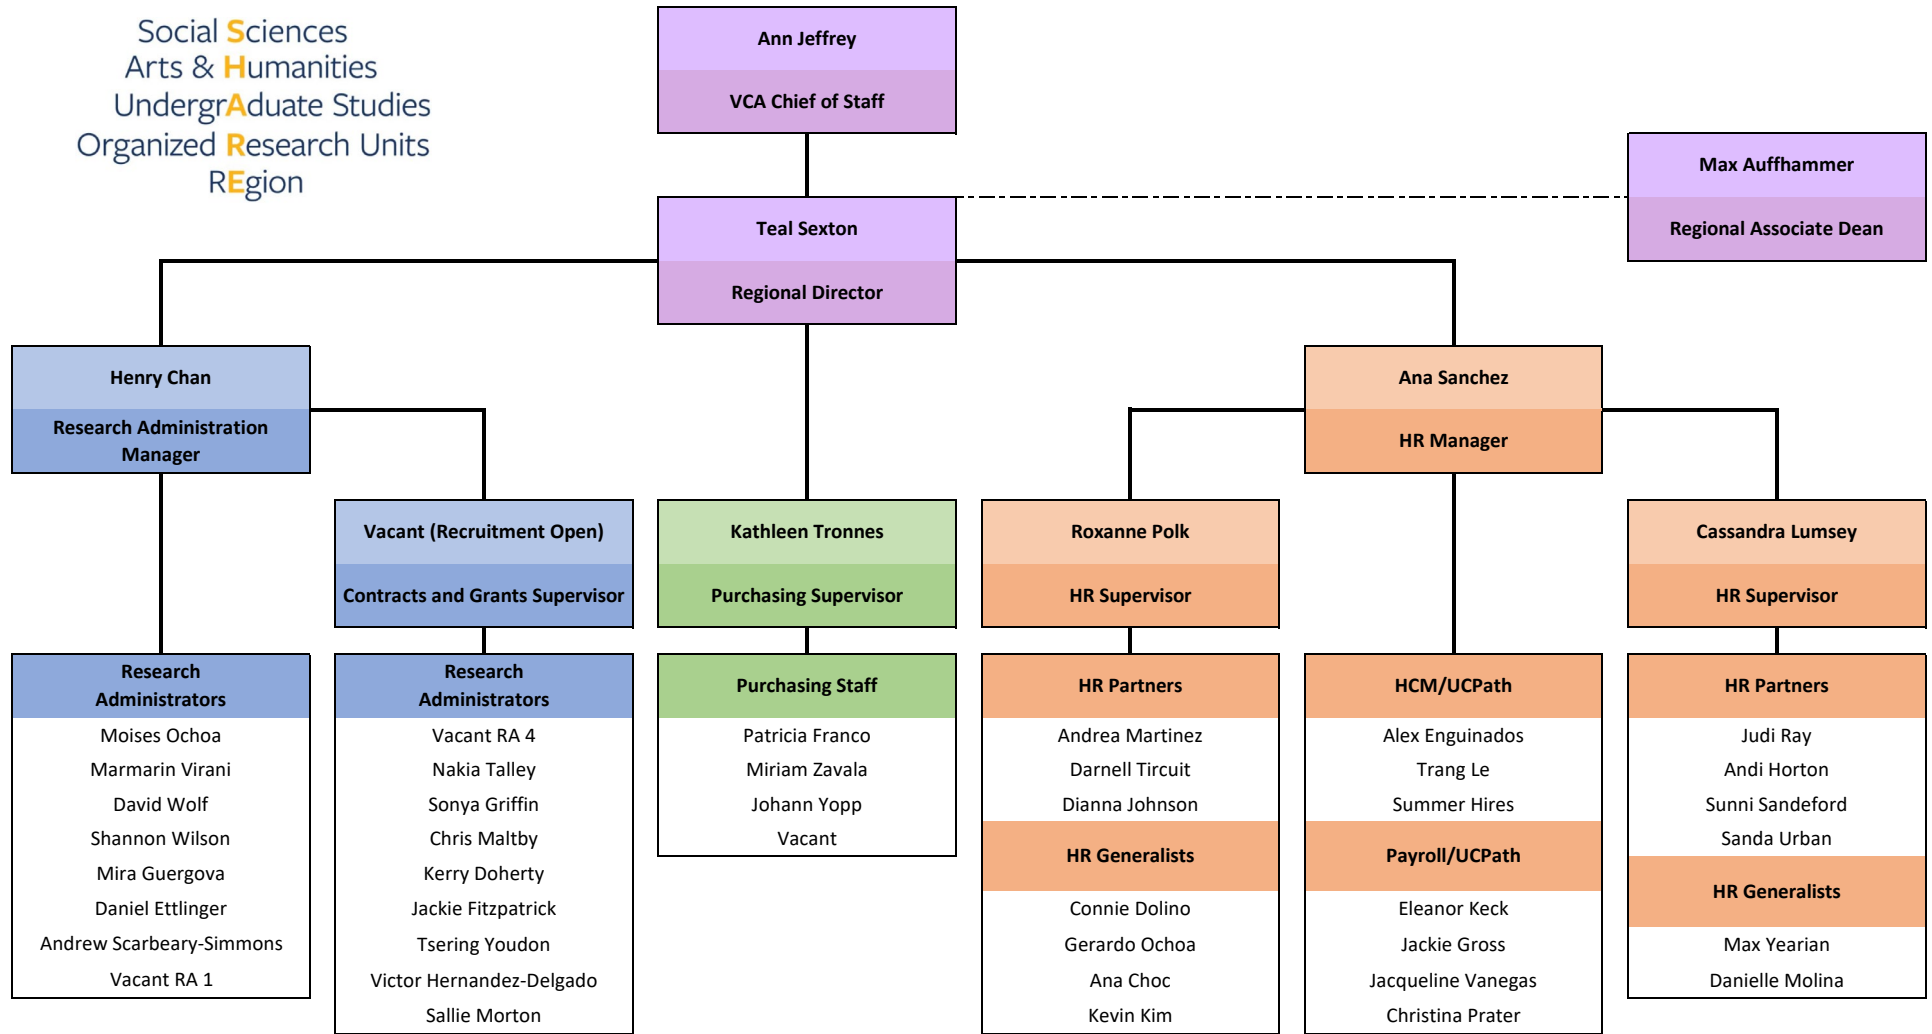 Social Sciences
Arts & Humanities
UndergrAduate Studies
Organized Research Units
REgion
Ann Jeffrey
VCA Chief of Staff
Max Auffhammer
Regional Associate Dean
Teal Sexton
Regional Director
Henry Chan
Research Administration
Manager
Ana Sanchez
HR Manager
Vacant (Recruitment Open)
Contracts and Grants Supervisor
Kathleen Tronnes
Purchasing Supervisor
Roxanne Polk
HR Supervisor
Cassandra Lumsey
HR Supervisor
Research
Administrators
Moises Ochoa
Marmarin Virani
David Wolf
Shannon Wilson
Mira Guergova
Daniel Ettlinger
Andrew Scarbeary-Simmons
Vacant RA 1
Research
Administrators
Vacant RA 4
Nakia Talley
Sonya Griffin
Chris Maltby
Kerry Doherty
Jackie Fitzpatrick
Tsering Youdon
Victor Hernandez-Delgado
Sallie Morton
Purchasing Staff
Patricia Franco
Miriam Zavala
Johann Yopp
Vacant
HR Partners
Andrea Martinez
Darnell Tircuit
Dianna Johnson
HR Generalists
Connie Dolino
Gerardo Ochoa
Ana Choc
Kevin Kim
HCM/UCPath
Alex Enguinados
Trang Le
Summer Hires
Payroll/UCPath
Eleanor Keck
Jackie Gross
Jacqueline Vanegas
Christina Prater
HR Partners
Judi Ray
Andi Horton
Sunni Sandeford
Sanda Urban
HR Generalists
Max Yearian
Danielle Molina